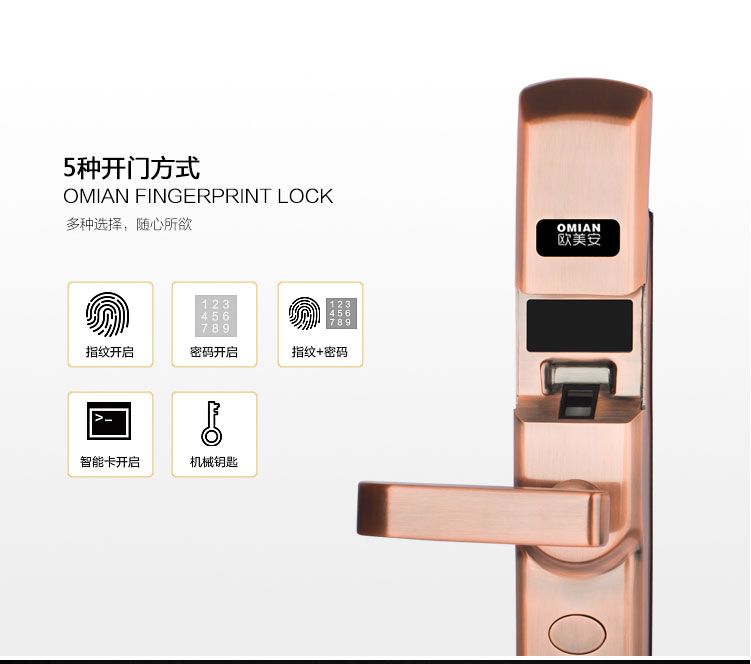 5种开门方式
OMIAN FINGERPRINT LOCK
多种选择，随心所欲
123
456
789
123
456
789
指纹开启
密码开启
指纹+密码
>_
智能卡开启
机械钥匙
OMIAN
欧美安